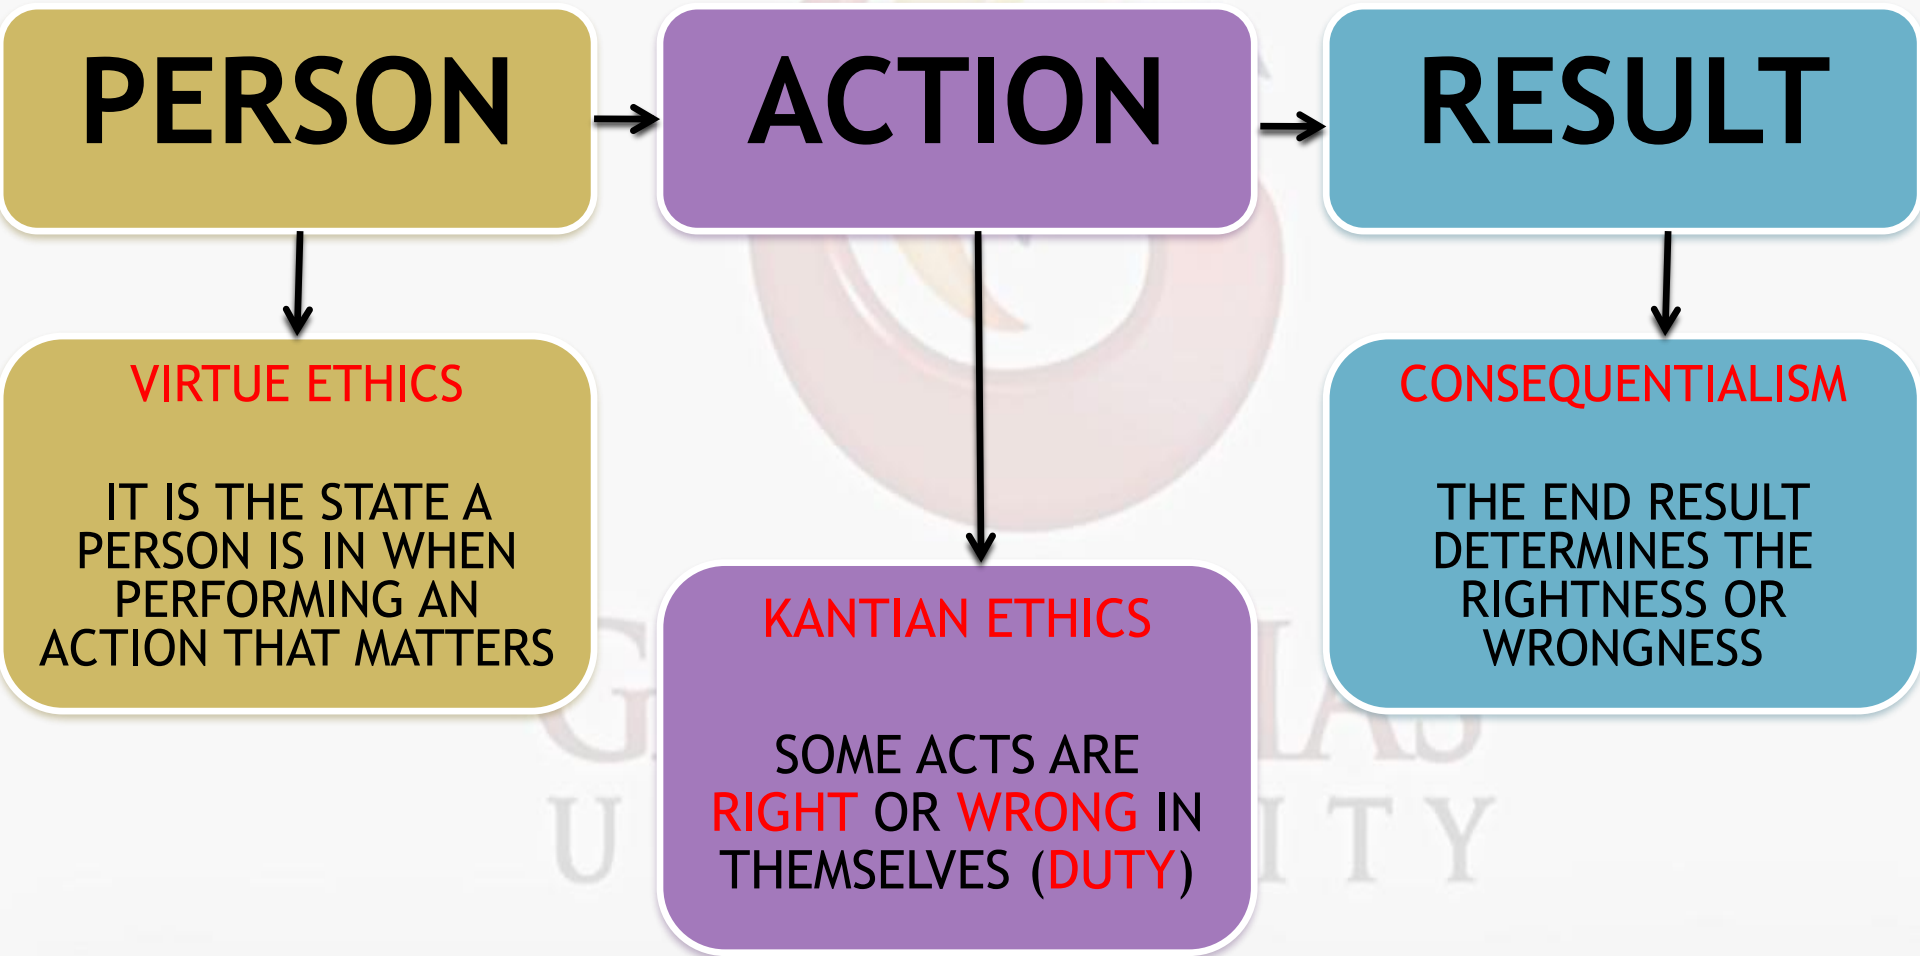 PERSON
ACTION
RESULT
VIRTUE ETHICS
IT IS THE STATE A
PERSON IS IN WHEN
PERFORMING AN
ACTION THAT MATTERS
KANTIAN ETHICS
SOME ACTS ARE
RIGHT OR WRONG IN
THEMSELVES (DUTY)
CONSEQUENTIALISM
THE END RESULT
DETERMINES THE
RIGHTNESS OR
WRONGNESS